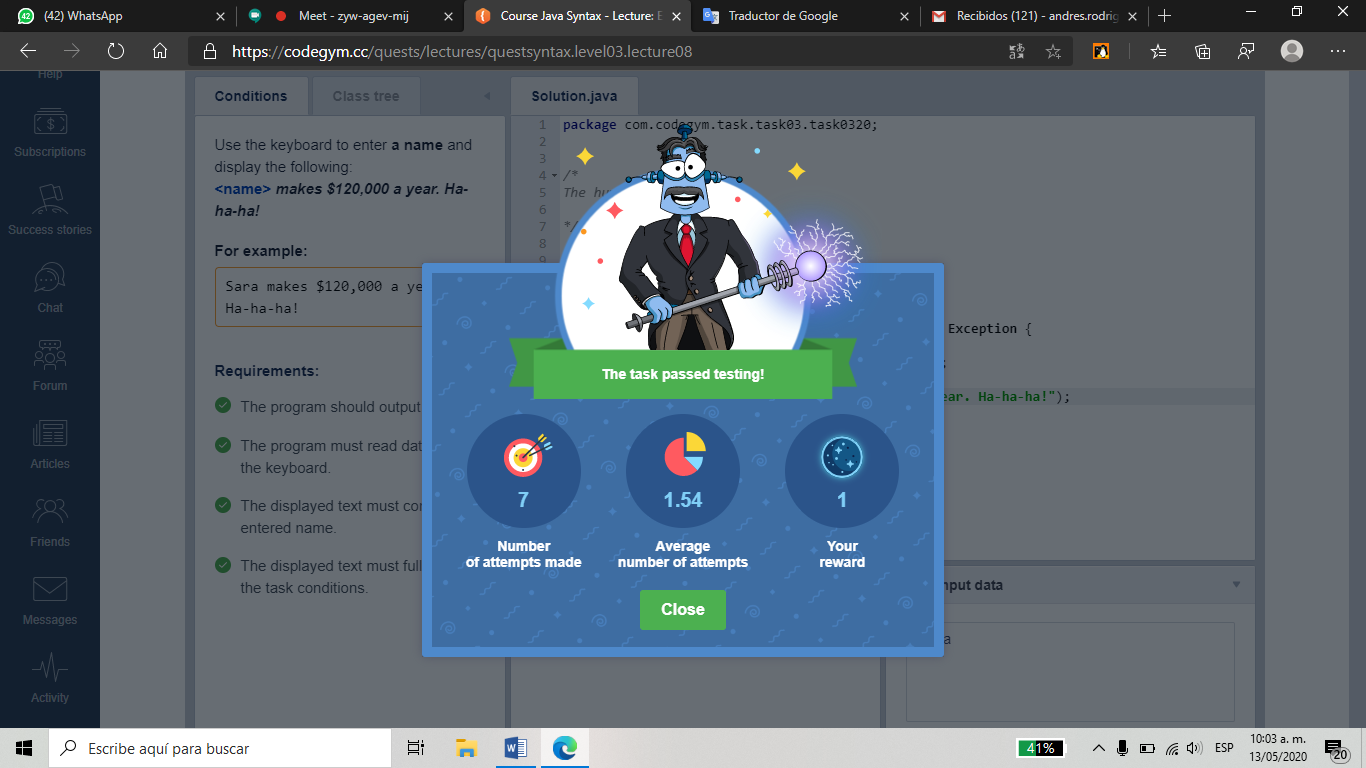 (42) WhatsApp
Meet - zyw-agev-mij
Course Java Syntax - Lecture: E
Traductor de Google
Recibidos (121) - andres.rodrig
https://codegym.cc/quests/lectures/questsyntax.level03.lecture08
Help
Subscriptions
Success stories
Chat
Forum
Articles
Friends
Messages
Activity
Conditions
Class tree
Use the keyboard to enter a name and
display the following:
<name> makes $120,000 a year. Ha-
ha-ha!
For example:
Sara makes $120,000 a ye
Ha-ha-ha!
Requirements:
The program should output
The program must read dat
the keyboard.
The displayed text must con
entered name.
The displayed text must full
the task conditions.
Solution.java
1 package com.codegym.task.task03.task0320;
2
3
4 /*
5 The hu
6
7 */
8
9
Exception {
;
ear. Ha-ha-ha!");
nput data
a
The task passed testing!
7
Number
of attempts made
1.54
Average
number of attempts
1
Your
reward
Close
Escribe aquí para buscar
41%
ESP
10:03 a. m.
13/05/2020
20